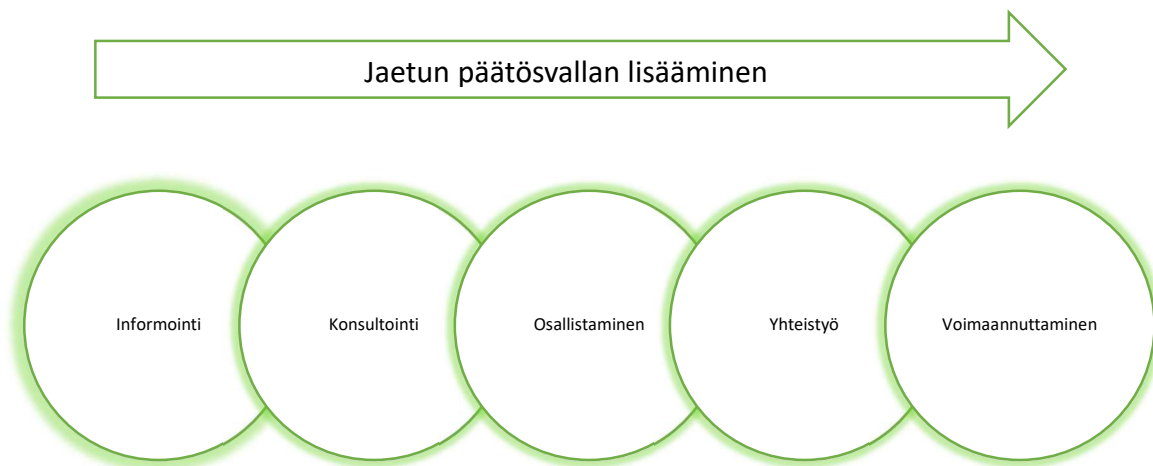 Jaetun päätösvallan lisääminen
Informointi
Konsultointi
Osallistaminen
Yhteistyö
Voimaannuttaminen